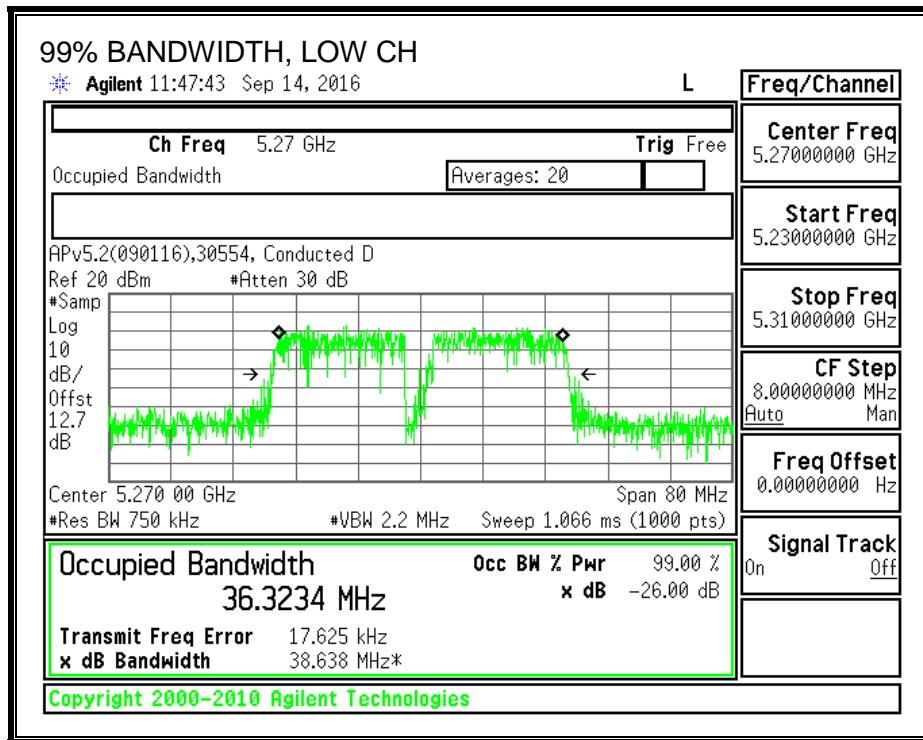 99% BANDWIDTH, LOW CH
Agilent 11:47:43 Sep 14, 2016 L
Ch Freq 5.27 GHz Trig Free
Occupied Bandwidth Averages: 20
APv5.2(090116),30554, Conducted D
Ref 20 dBm #Atten 30 dB
#Samp
Log
10
dB/
Offst
12.7
dB
Center 5.270 00 GHz Span 80 MHz
#Res BW 750 kHz #VBW 2.2 MHz Sweep 1.066 ms (1000 pts)
Occupied Bandwidth Occ BW % Pwr 99.00 %
36.3234 MHz x dB -26.00 dB
Transmit Freq Error 17.625 kHz
x dB Bandwidth 38.638 MHz*
Copyright 2000-2010 Agilent Technologies
Freq/Channel
Center Freq
5.27000000 GHz
Start Freq
5.23000000 GHz
Stop Freq
5.31000000 GHz
CF Step
8.00000000 MHz
Auto Man
Freq Offset
0.00000000 Hz
Signal Track
On Off